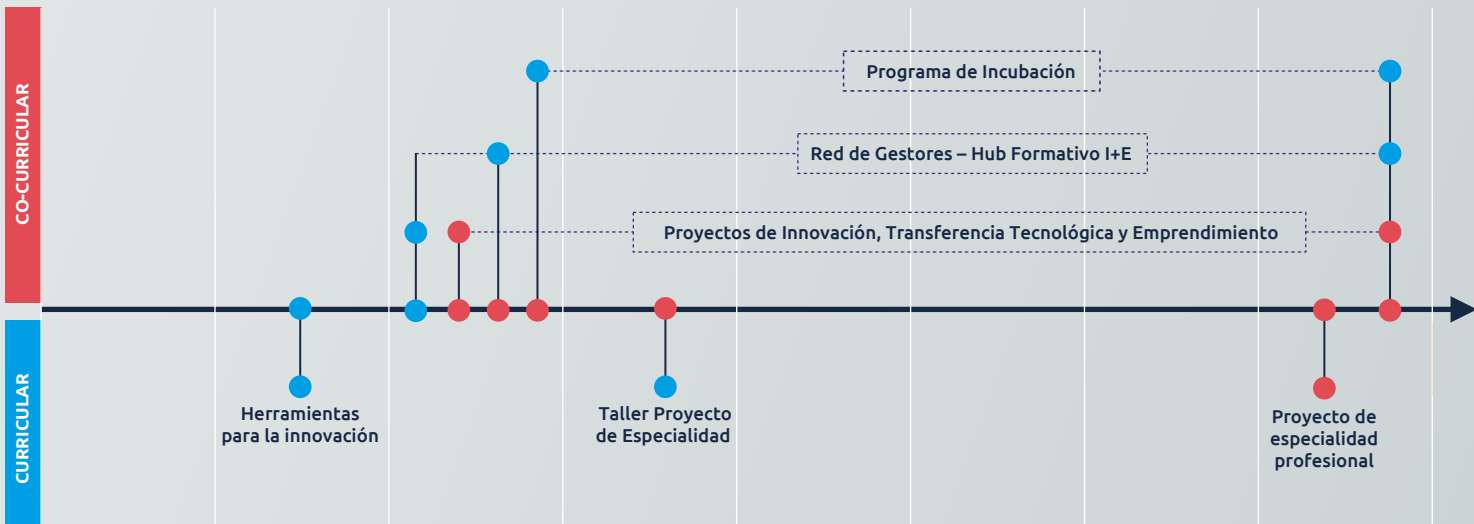 CO-CURRICULAR
Programa de Incubación
Red de Gestores – Hub Formativo I+E
Proyectos de Innovación, Transferencia Tecnológica y Emprendimiento
CURRICULAR
Herramientas
para la innovación
Taller Proyecto
de Especialidad
Proyecto de
especialidad
profesional